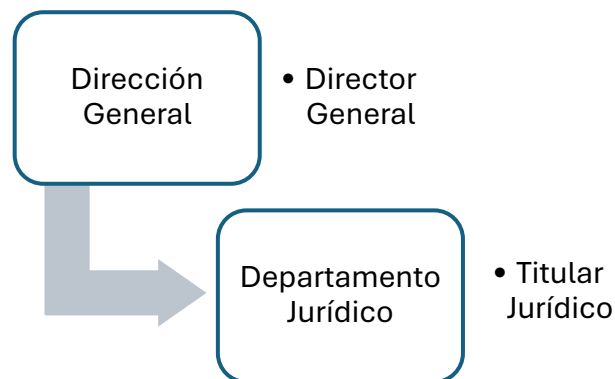 Dirección
General
• Director
General
Departamento
Jurídico
• Titular
Jurídico